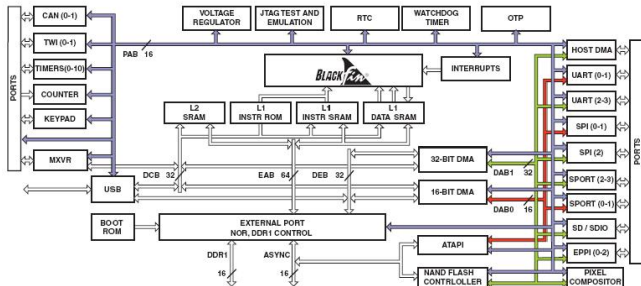 VOLTAGE
REGULATOR
JTAG TEST AND
EMULATION
RTC
WATCHDOG
TIMER
OTP
PORTS
CAN (0-1)
TWI (0-1)
TIMERS(0-10)
COUNTER
KEYPAD
MXVR
USB
PAB 16
BLACKfin
INTERRUPTS
L2
SRAM
L1
INSTR ROM
L1
INSTR SRAM
L1
DATA SRAM
DCB 32
EAB 64
DEB 32
32-BIT DMA
16-BIT DMA
DAB1 32
DAB0 16
BOOT
ROM
EXTERNAL PORT
NOR, DDR1 CONTROL
DDR1
16
ASYNC
16
ATAPI
NAND FLASH
CONTRLOLLER
HOST DMA
UART (0-1)
UART (2-3)
SPI (0-1)
SPI (2)
SPORT (2-3)
SPORT (0-1)
SD / SDIO
EPPI (0-2)
PIXEL
COMPOSITOR
PORTS